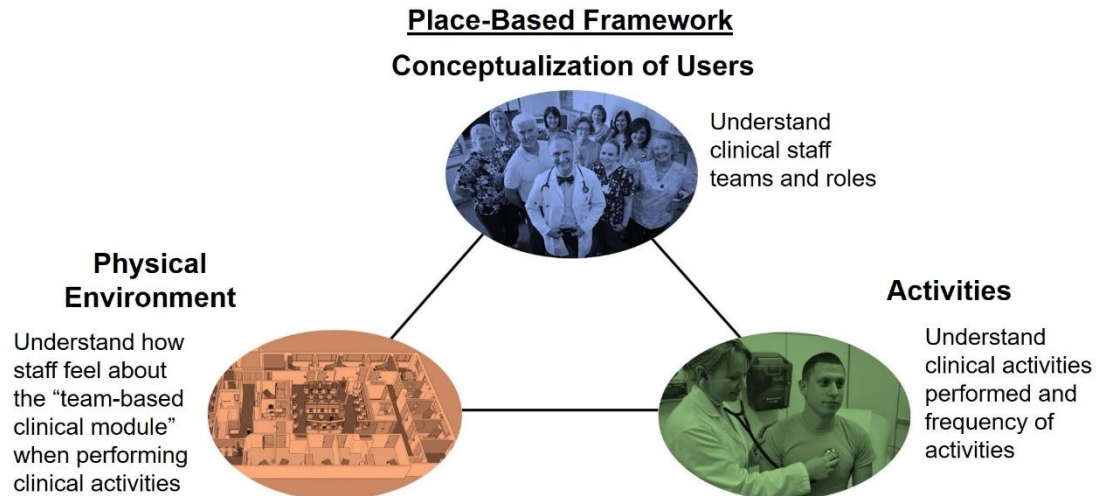 Place-Based Framework
Conceptualization of Users
Understand
clinical staff
teams and roles
Physical
Environment
Understand how
staff feel about
the “team-based
clinical module”
when performing
clinical activities
Activities
Understand
clinical activities
performed and
frequency of
activities